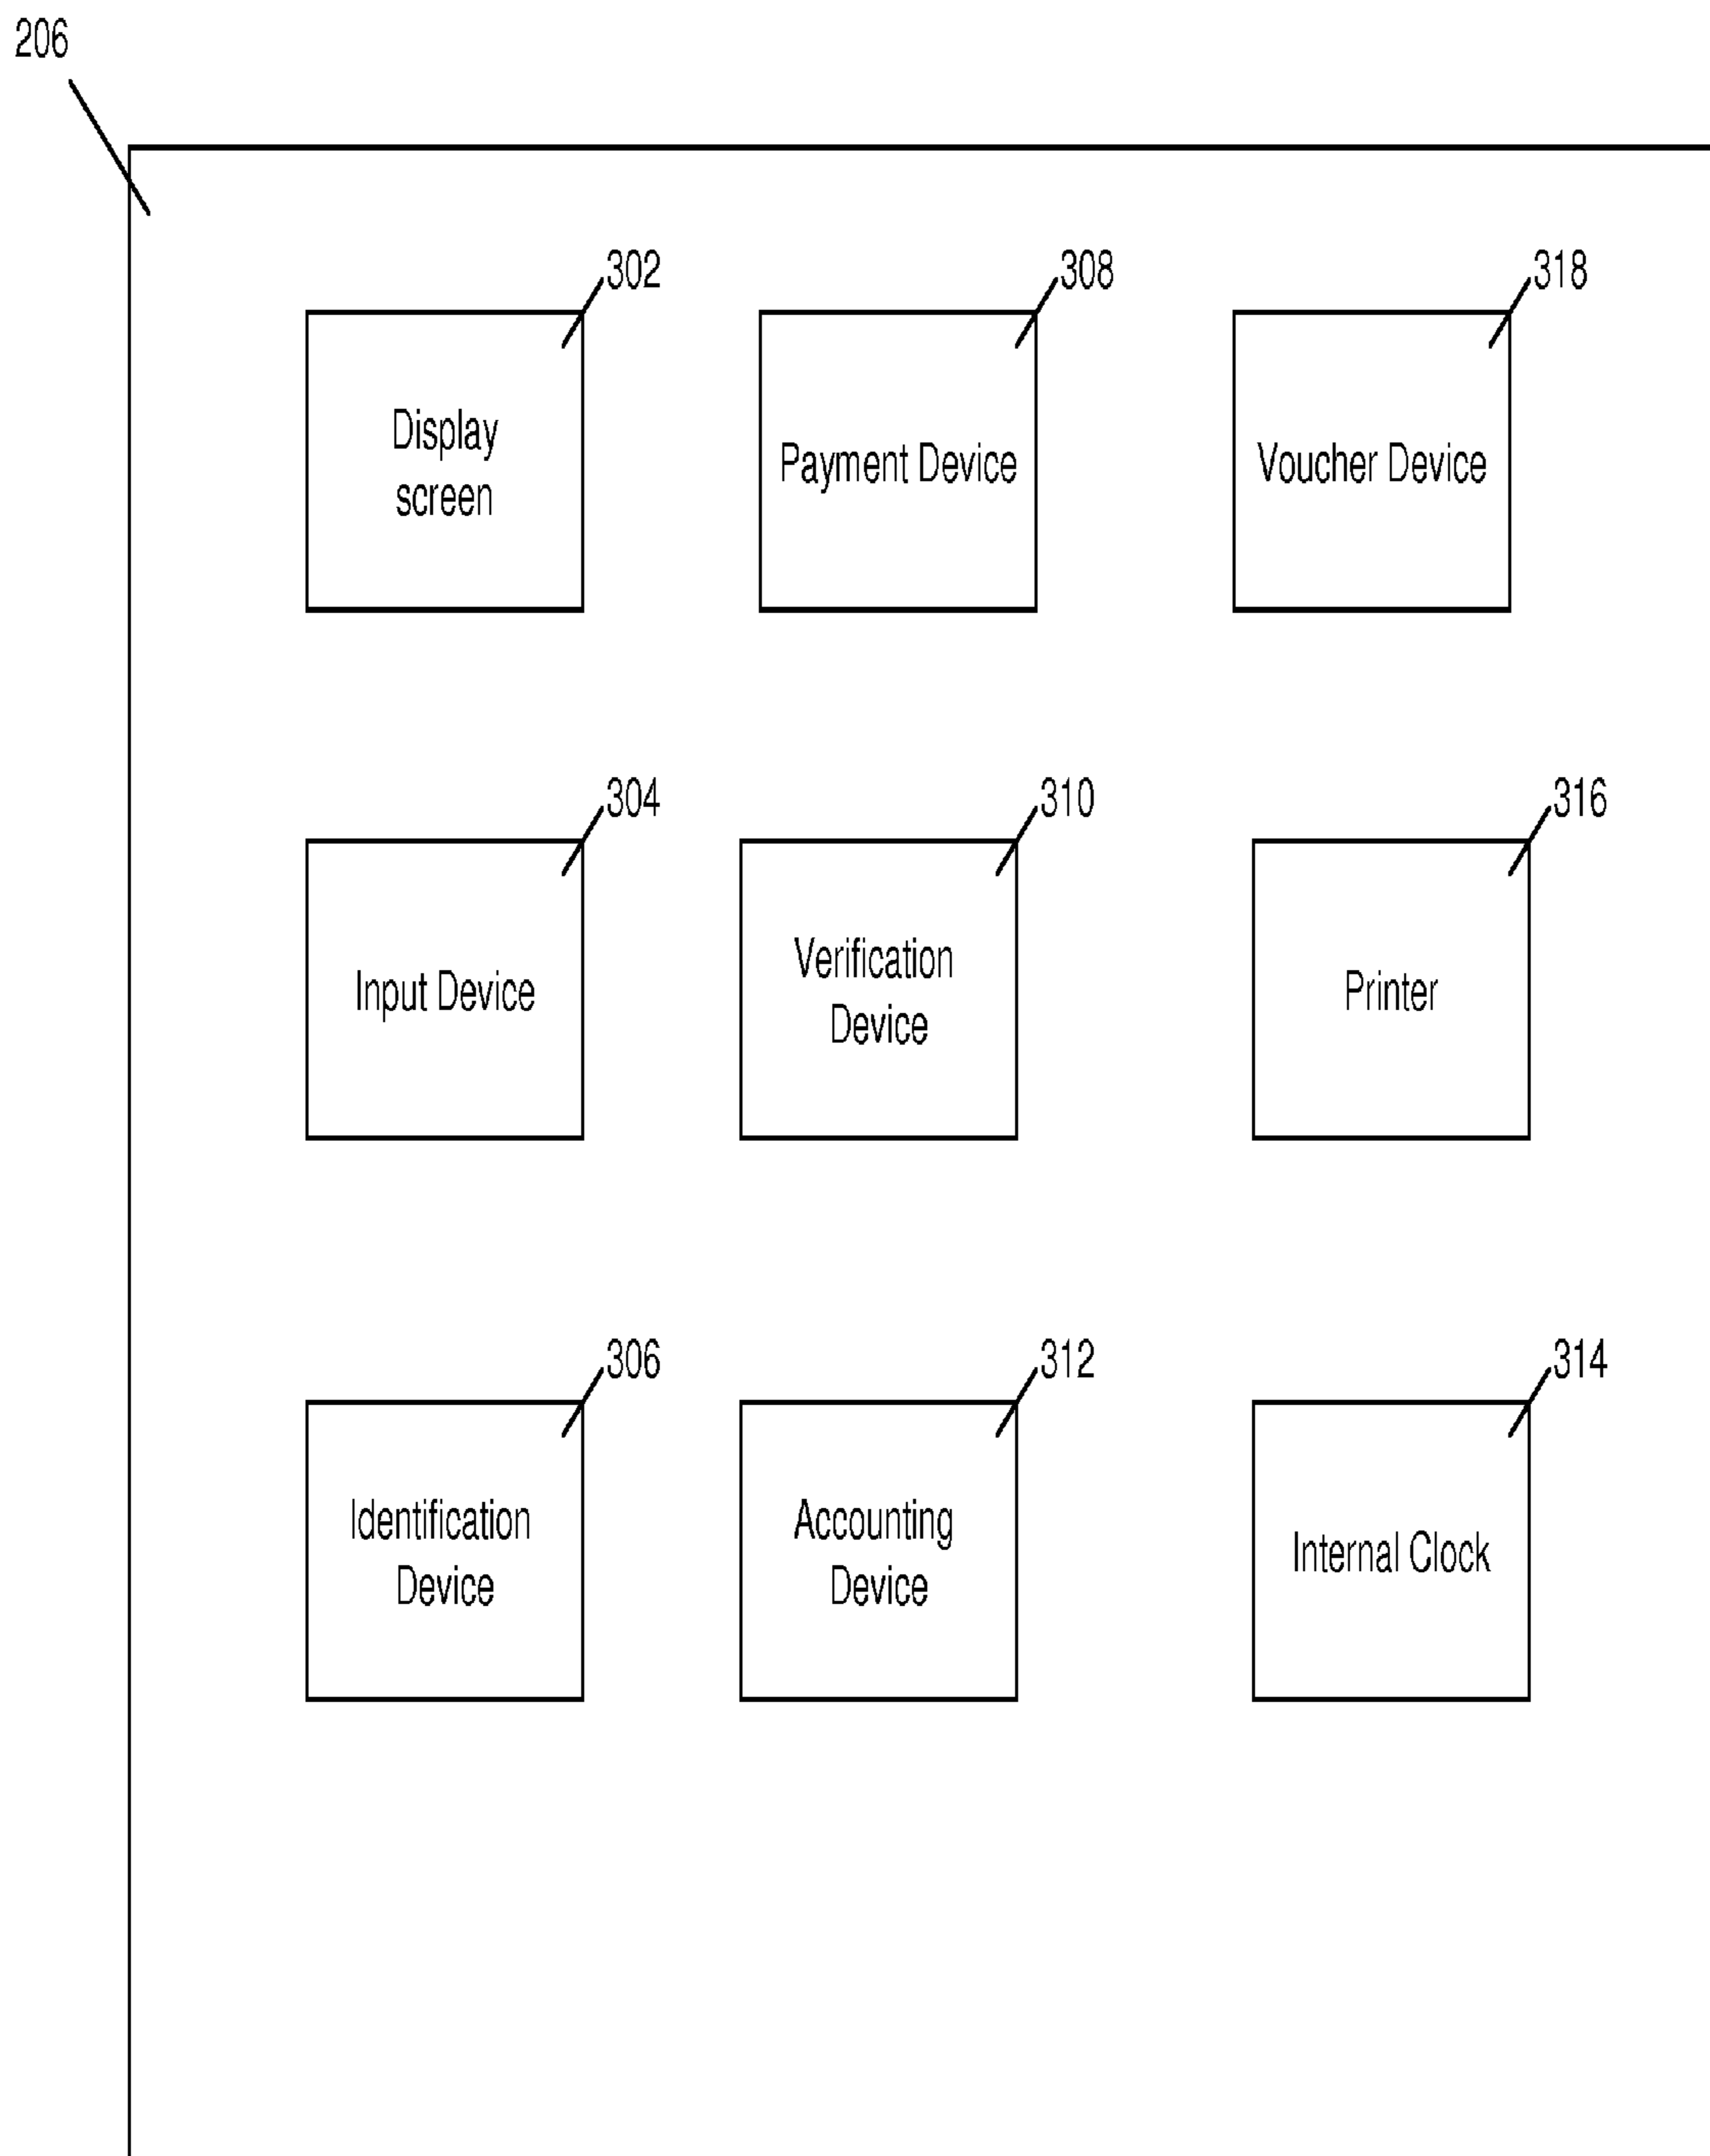 206
302
308
318
Display
screen
Payment Device
Voucher Device
304
310
316
Input Device
Verification
Device
Printer
306
312
314
Identification
Device
Accounting
Device
Internal Clock